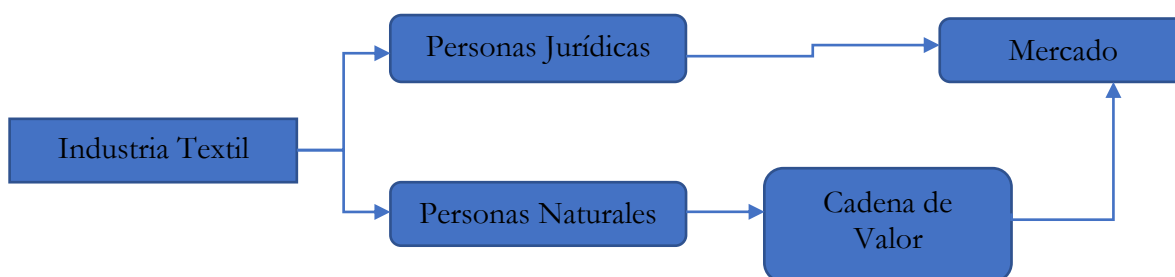 Personas Jurídicas
Mercado
Industria Textil
Personas Naturales
Cadena de
Valor